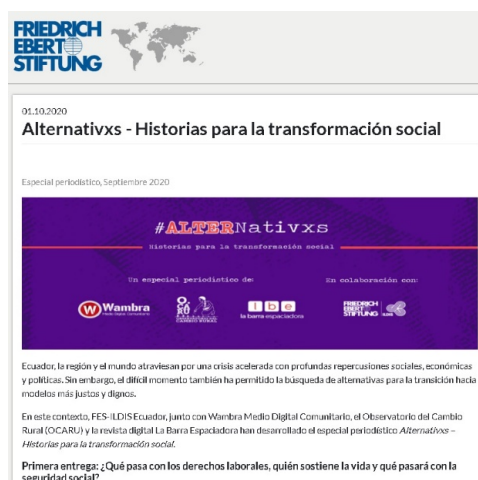 FRIEDRICH
EBERT
STIFTUNG
01.10.2020
Alternativxs - Historias para la transformación social
Especial periodístico, Septiembre 2020
#ALTERNativxs
Historias para la transformación social
Un especial periodístico de:
En colaboración con:
Wambra
Medio Digital Comunitario
CAMBIO RURAL
l b e
la barra espaciadora
FRIEDRICH
EBERT
STIFTUNG
ILDIS
Ecuador, la región y el mundo atraviesan por una crisis acelerada con profundas repercusiones sociales, económicas
y políticas. Sin embargo, el difícil momento también ha permitido la búsqueda de alternativas para la transición hacia
modelos más justos y dignos.
En este contexto, FES-ILDIS Ecuador, junto con Wambra Medio Digital Comunitario, el Observatorio del Cambio
Rural (OCARU) y la revista digital La Barra Espaciadora han desarrollado el especial periodístico Alternativxs –
Historias para la transformación social.
Primera entrega: ¿Qué pasa con los derechos laborales, quién sostiene la vida y qué pasará con la
seguridad social?